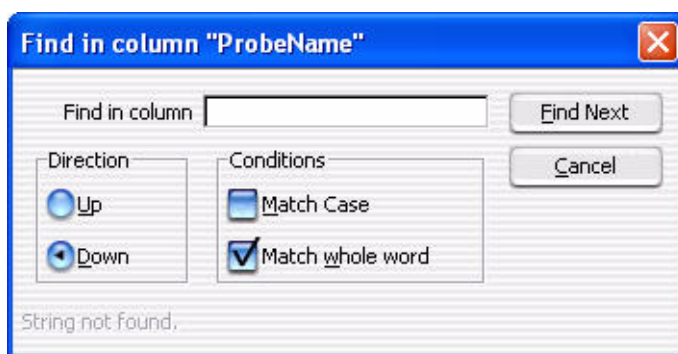 Find in column "ProbeName"
Find in column
Find Next
Direction
Conditions
Cancel
Up
Match Case
Down
Match whole word
String not found.